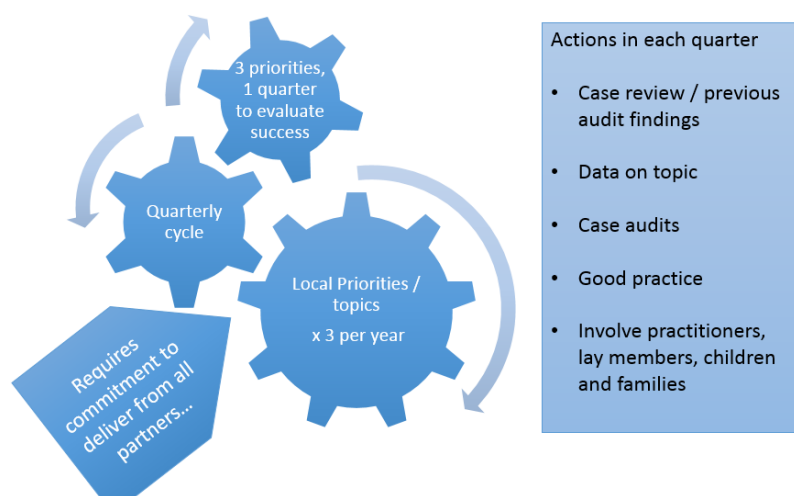 3 priorities,
1 quarter
to evaluate
success
Quarterly
cycle
Local Priorities /
topics
x 3 per year
Requires
commitment to
deliver from all
partners...
Actions in each quarter
• Case review / previous
audit findings
• Data on topic
• Case audits
• Good practice
• Involve practitioners,
lay members, children
and families